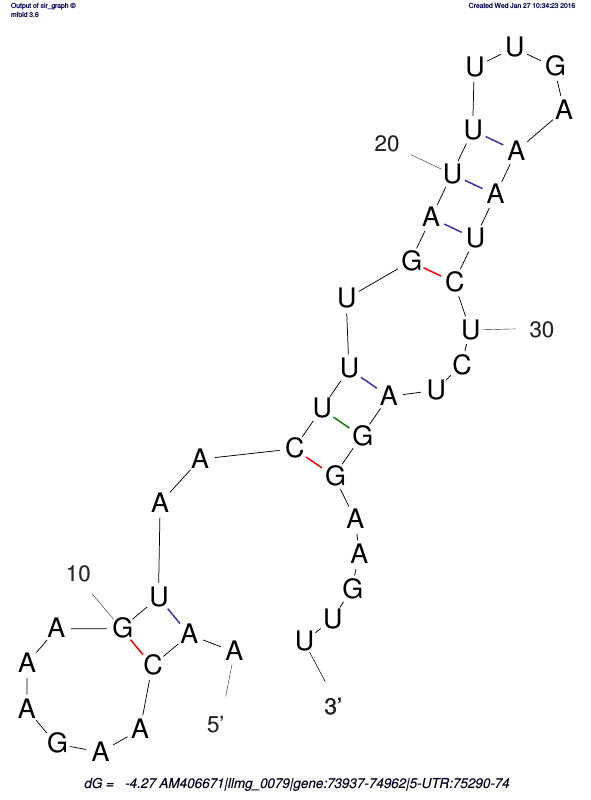 Output of sir_graph ©
mfold 3.6
Created Wed Jan 27 10:34:23 2016
U
U
G
U
A
U
A
20
U
A
A
U
G
C
U
U
30
C
U
A
U
U
G
C
G
A
A
A
A
G
U
U
3’
U
10
G
A
A
A
A
C
5’
A
A
G
A
A
dG = -4.27 AM406671|llmg_0079|gene:73937-74962|5-UTR:75290-74